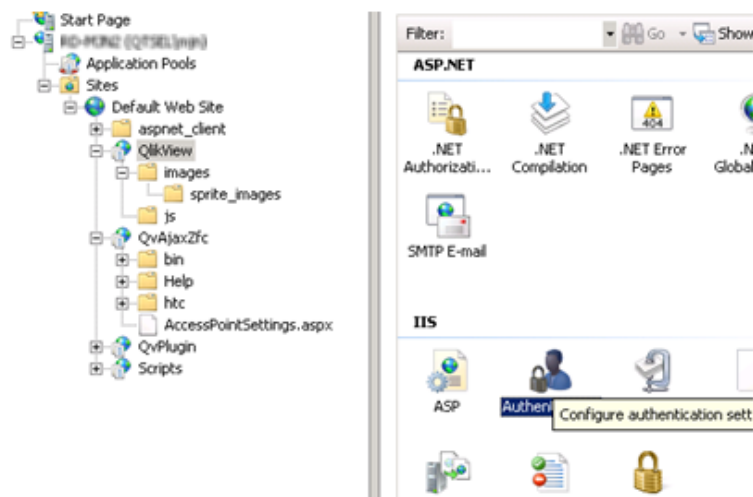 Start Page
Application Pools
Sites
Default Web Site
aspnet_client
QlikView
images
sprite_images
js
QvAjaxZfc
bin
Help
htc
AccessPointSettings.aspx
QvPlugin
Scripts
Filter:
Go
Show
ASP.NET
.NET
Authorizati...
.NET
Compilation
.NET Error
Pages
404
.N
Global
SMTP E-mail
IIS
ASP
Authen
Configure authentication sett